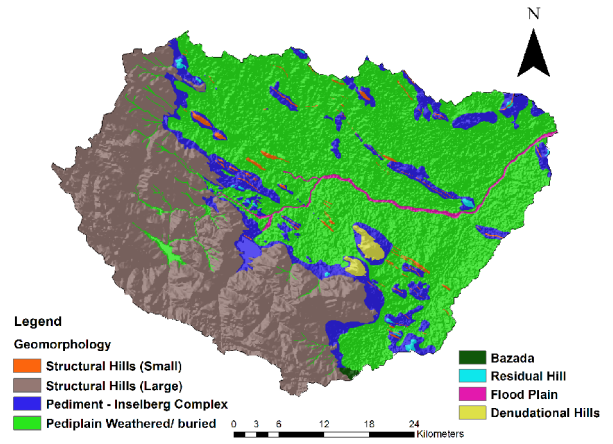 N
Legend
Geomorphology
Structural Hills (Small)
Structural Hills (Large)
Pediment - Inselberg Complex
Pediplain Weathered/ buried
Bazada
Residual Hill
Flood Plain
Denudational Hills
0 3 6 12 18 24
Kilometers